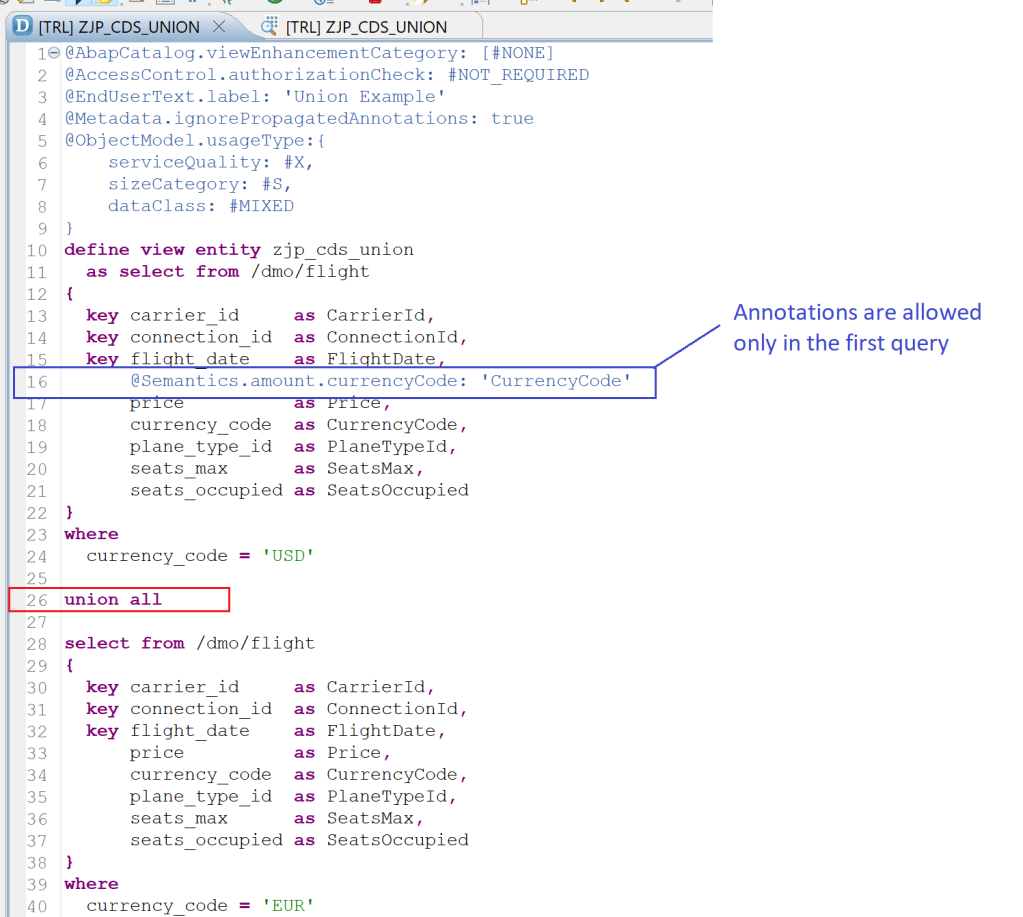 D [TRL] ZJP_CDS_UNION [TRL] ZJP_CDS_UNION
1 @AbapCatalog.viewEnhancementCategory: [#NONE]
2 @AccessControl.authorizationCheck: #NOT_REQUIRED
3 @EndUserText.label: 'Union Example'
4 @Metadata.ignorePropagatedAnnotations: true
5 @ObjectModel.usageType:{
6     serviceQuality: #X,
7     sizeCategory: #S,
8     dataClass: #MIXED
9 }
10 define view entity zjp_cds_union
11   as select from /dmo/flight
12 {
13   key carrier_id     as CarrierId,
14   key connection_id  as ConnectionId,
15   key flight_date    as FlightDate,
16       @Semantics.amount.currencyCode: 'CurrencyCode'
17       price          as Price,
18       currency_code  as CurrencyCode,
19       plane_type_id  as PlaneTypeId,
20       seats_max      as SeatsMax,
21       seats_occupied as SeatsOccupied
22 }
23 where
24   currency_code = 'USD'
25
26 union all
27
28 select from /dmo/flight
29 {
30   key carrier_id     as CarrierId,
31   key connection_id  as ConnectionId,
32   key flight_date    as FlightDate,
33       price          as Price,
34       currency_code  as CurrencyCode,
35       plane_type_id  as PlaneTypeId,
36       seats_max      as SeatsMax,
37       seats_occupied as SeatsOccupied
38 }
39 where
40   currency_code = 'EUR'
Annotations are allowed
only in the first query